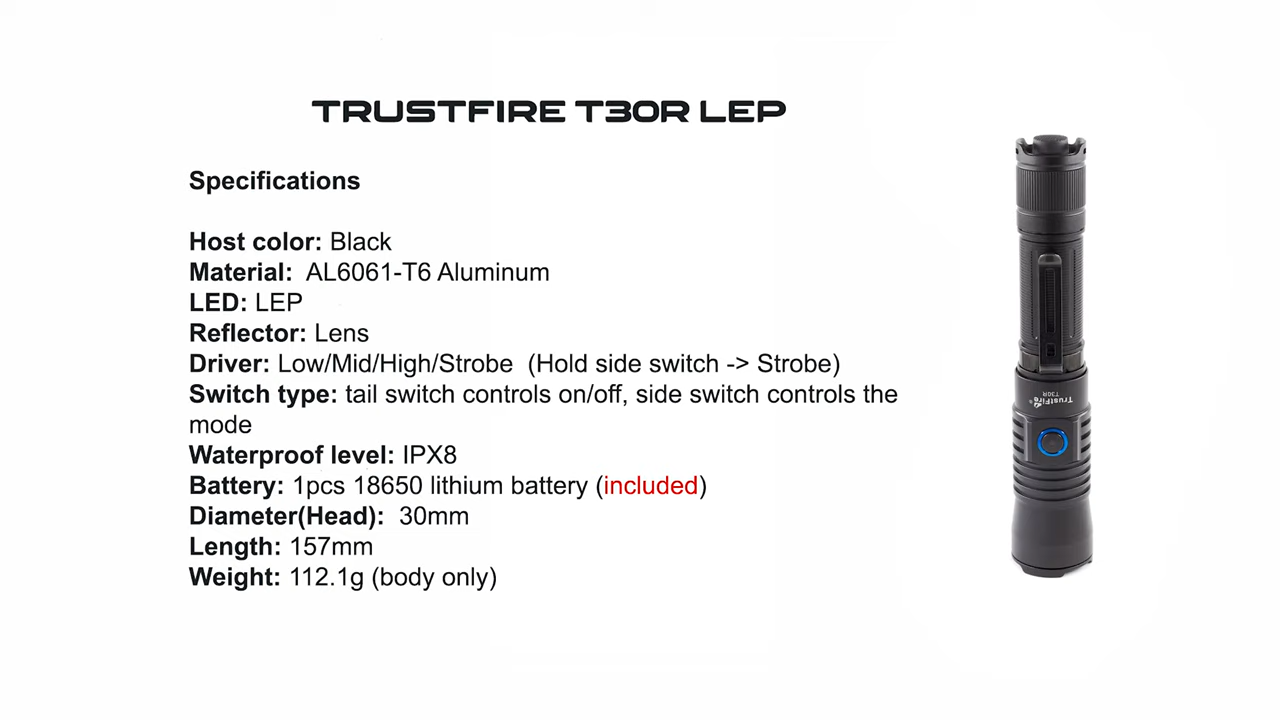 TRUSTFIRE T30R LEP
Specifications
Host color: Black
Material: AL6061-T6 Aluminum
LED: LEP
Reflector: Lens
Driver: Low/Mid/High/Strobe (Hold side switch -> Strobe)
Switch type: tail switch controls on/off, side switch controls the
mode
Waterproof level: IPX8
Battery: 1pcs 18650 lithium battery (included)
Diameter(Head): 30mm
Length: 157mm
Weight: 112.1g (body only)
TrustFire®
T30R